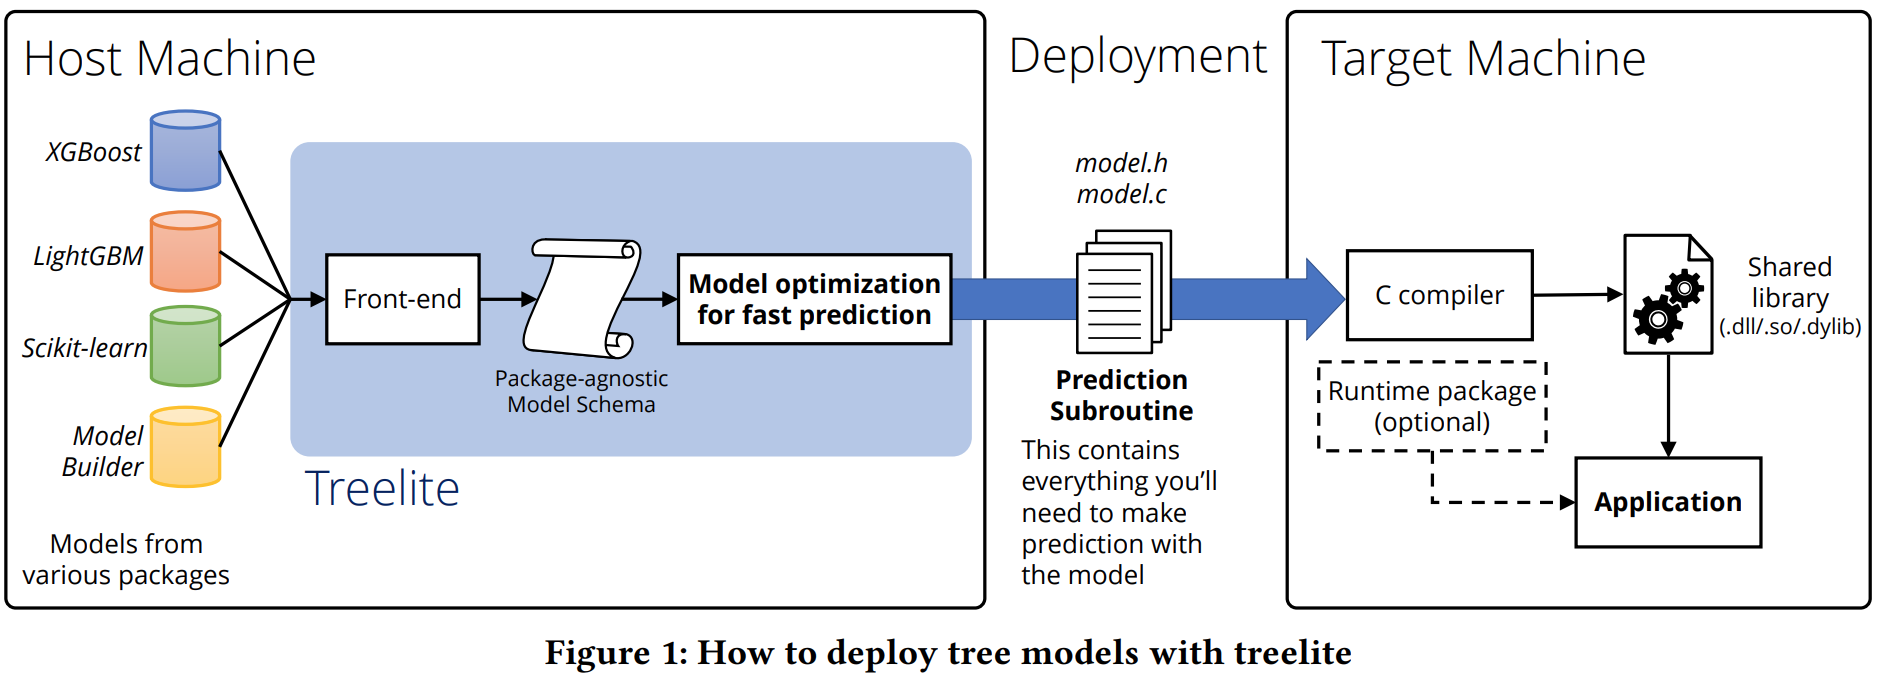 Host Machine
XGBoost
LightGBM
Scikit-learn
Model
Builder
Models from
various packages
Front-end
Package-agnostic
Model Schema
Model optimization
for fast prediction
Treelite
Deployment
model.h
model.c
Prediction
Subroutine
This contains
everything you'll
need to make
prediction with
the model
Target Machine
C compiler
Shared
library
(.dll/.so/.dylib)
Runtime package
(optional)
Application
Figure 1: How to deploy tree models with treelite